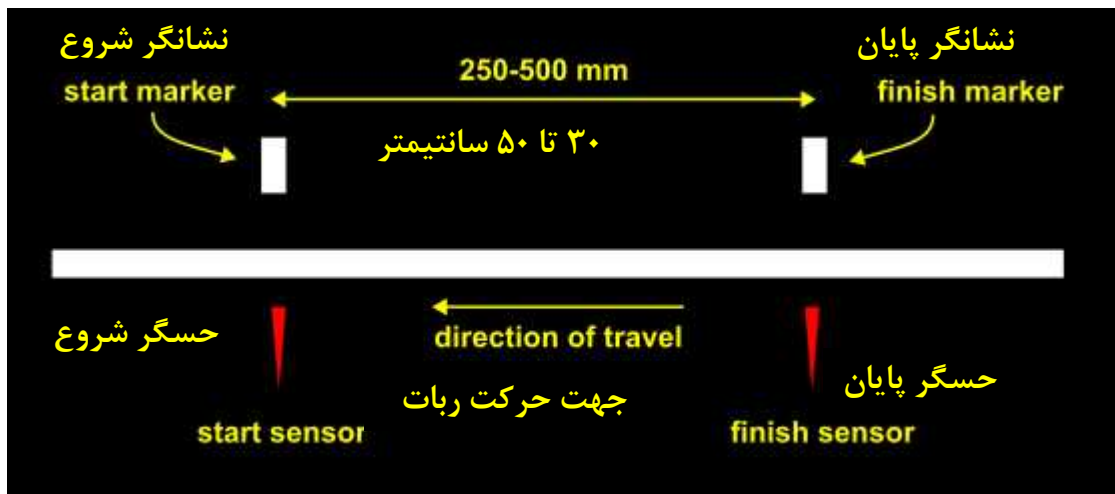 نشانگر شروع
start marker
250-500 mm
۳۰ تا ۵۰ سانتیمتر
نشانگر پایان
finish marker
حسگر شروع
start sensor
direction of travel
جهت حرکت ربات
حسگر پایان
finish sensor